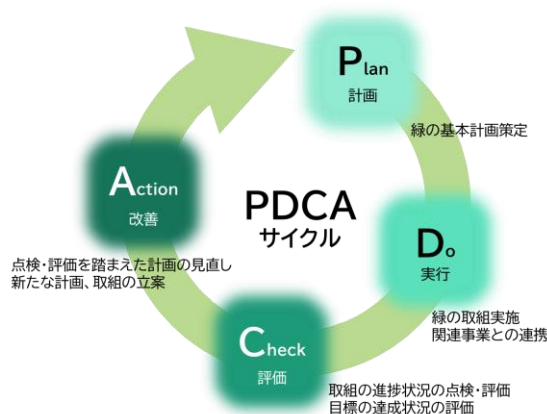 Plan
計画
緑の基本計画策定
Do
実行
緑の取組実施
関連事業との連携
Check
評価
取組の進捗状況の点検・評価
目標の達成状況の評価
Action
改善
点検・評価を踏まえた計画の見直し
新たな計画、取組の立案
PDCA
サイクル